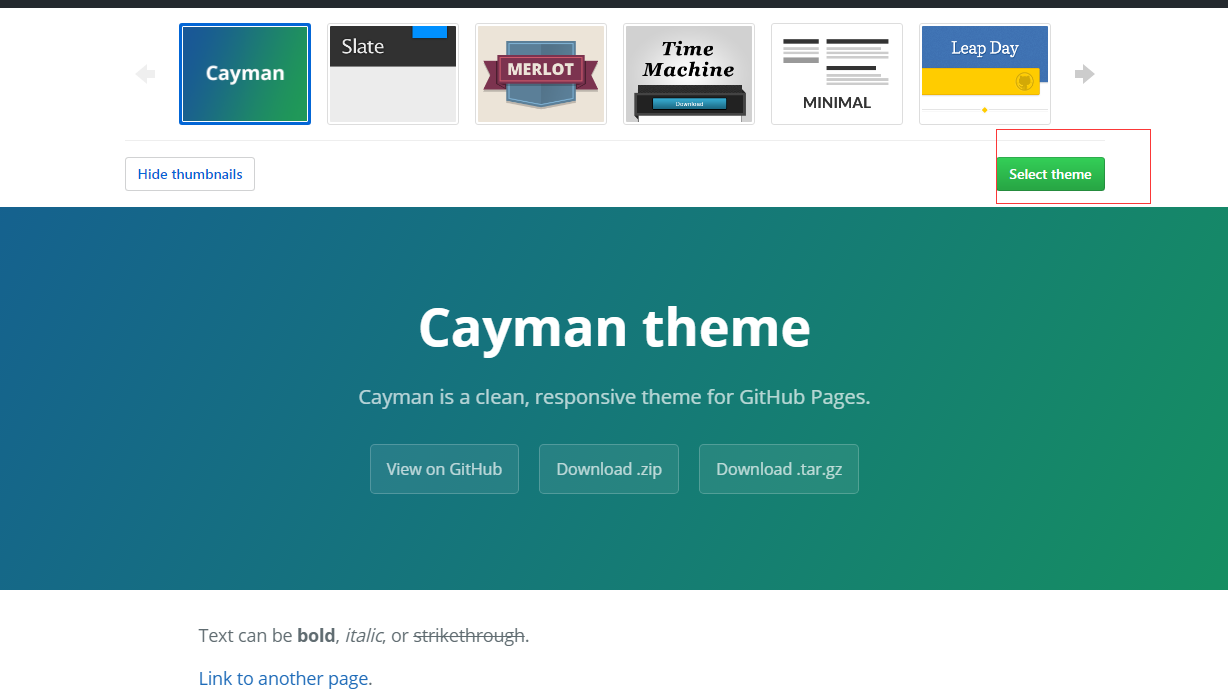 Cayman
Slate
MERLOT
Time
Machine
Download
MINIMAL
Leap Day
Hide thumbnails
Select theme
Cayman theme
Cayman is a clean, responsive theme for GitHub Pages.
View on GitHub
Download .zip
Download .tar.gz
Text can be bold, italic, or strikethrough.
Link to another page.